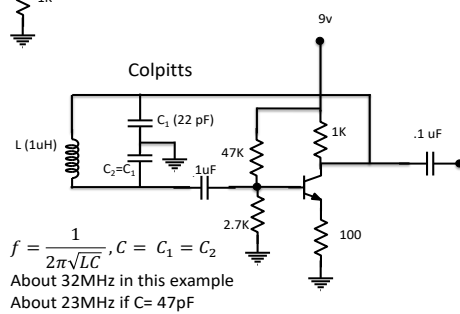 1K
9v
Colpitts
C₁ (22 pF)
L (1uH)
C₂=C₁
.1uF
47K
1K
.1 uF
2.7K
100
f = 1 / 2π√LC , C = C₁ = C₂
About 32MHz in this example
About 23MHz if C= 47pF